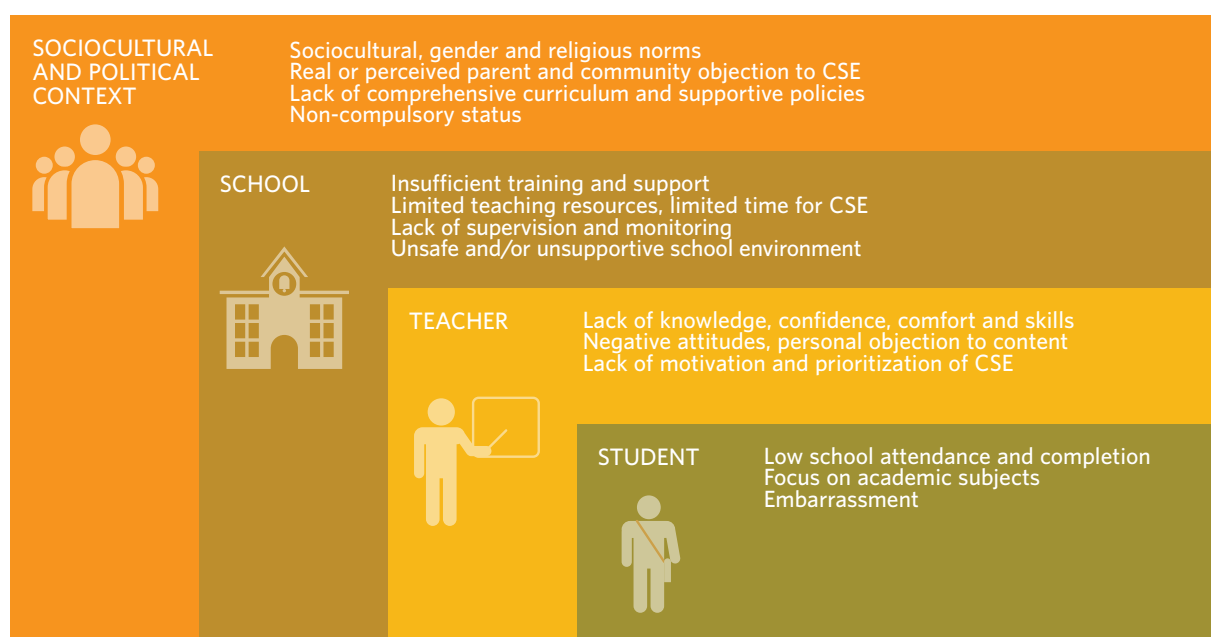 SOCIOCULTURAL
AND POLITICAL
CONTEXT
Sociocultural, gender and religious norms
Real or perceived parent and community objection to CSE
Lack of comprehensive curriculum and supportive policies
Non-compulsory status
SCHOOL
Insufficient training and support
Limited teaching resources, limited time for CSE
Lack of supervision and monitoring
Unsafe and/or unsupportive school environment
TEACHER
Lack of knowledge, confidence, comfort and skills
Negative attitudes, personal objection to content
Lack of motivation and prioritization of CSE
STUDENT
Low school attendance and completion
Focus on academic subjects
Embarrassment